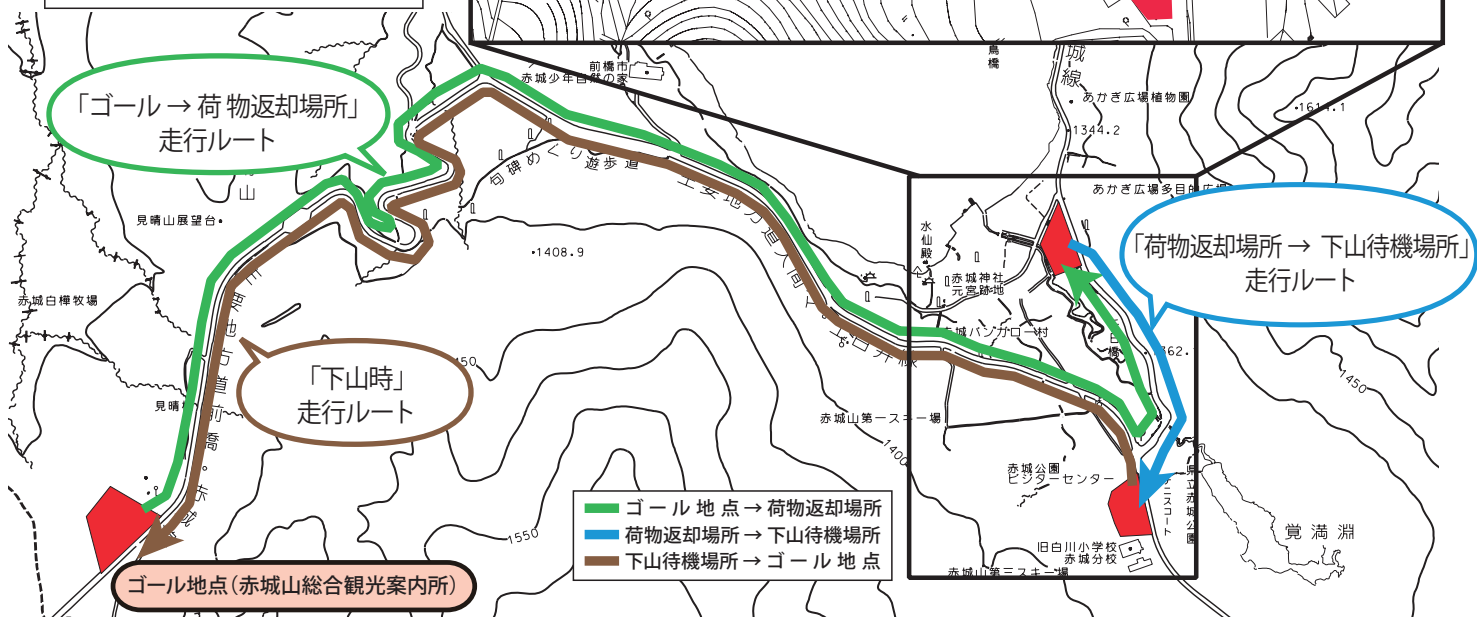 鳥橋
城線
前橋市
赤城少年自然の家
あかぎ広場植物園
・1614.1
・1344.2
「ゴール → 荷物返却場所」
走行ルート
句碑めぐり遊歩道
山
見晴山展望台・
・1408.9
あかぎ広場多目的広場
水仙殿
赤城神社
元宮跡地
「荷物返却場所 → 下山待機場所」
走行ルート
赤城白樺牧場
赤城バンガロー村
1450
「下山時」
走行ルート
赤城山第一スキー場
1400
赤城公園
ビジターセンター
県立赤城公園
テニスコート
覚満淵
1550
ゴール地点 → 荷物返却場所
荷物返却場所 → 下山待機場所
下山待機場所 → ゴール地点
旧白川小学校
赤城分校
赤城山第三スキー場
ゴール地点(赤城山総合観光案内所)